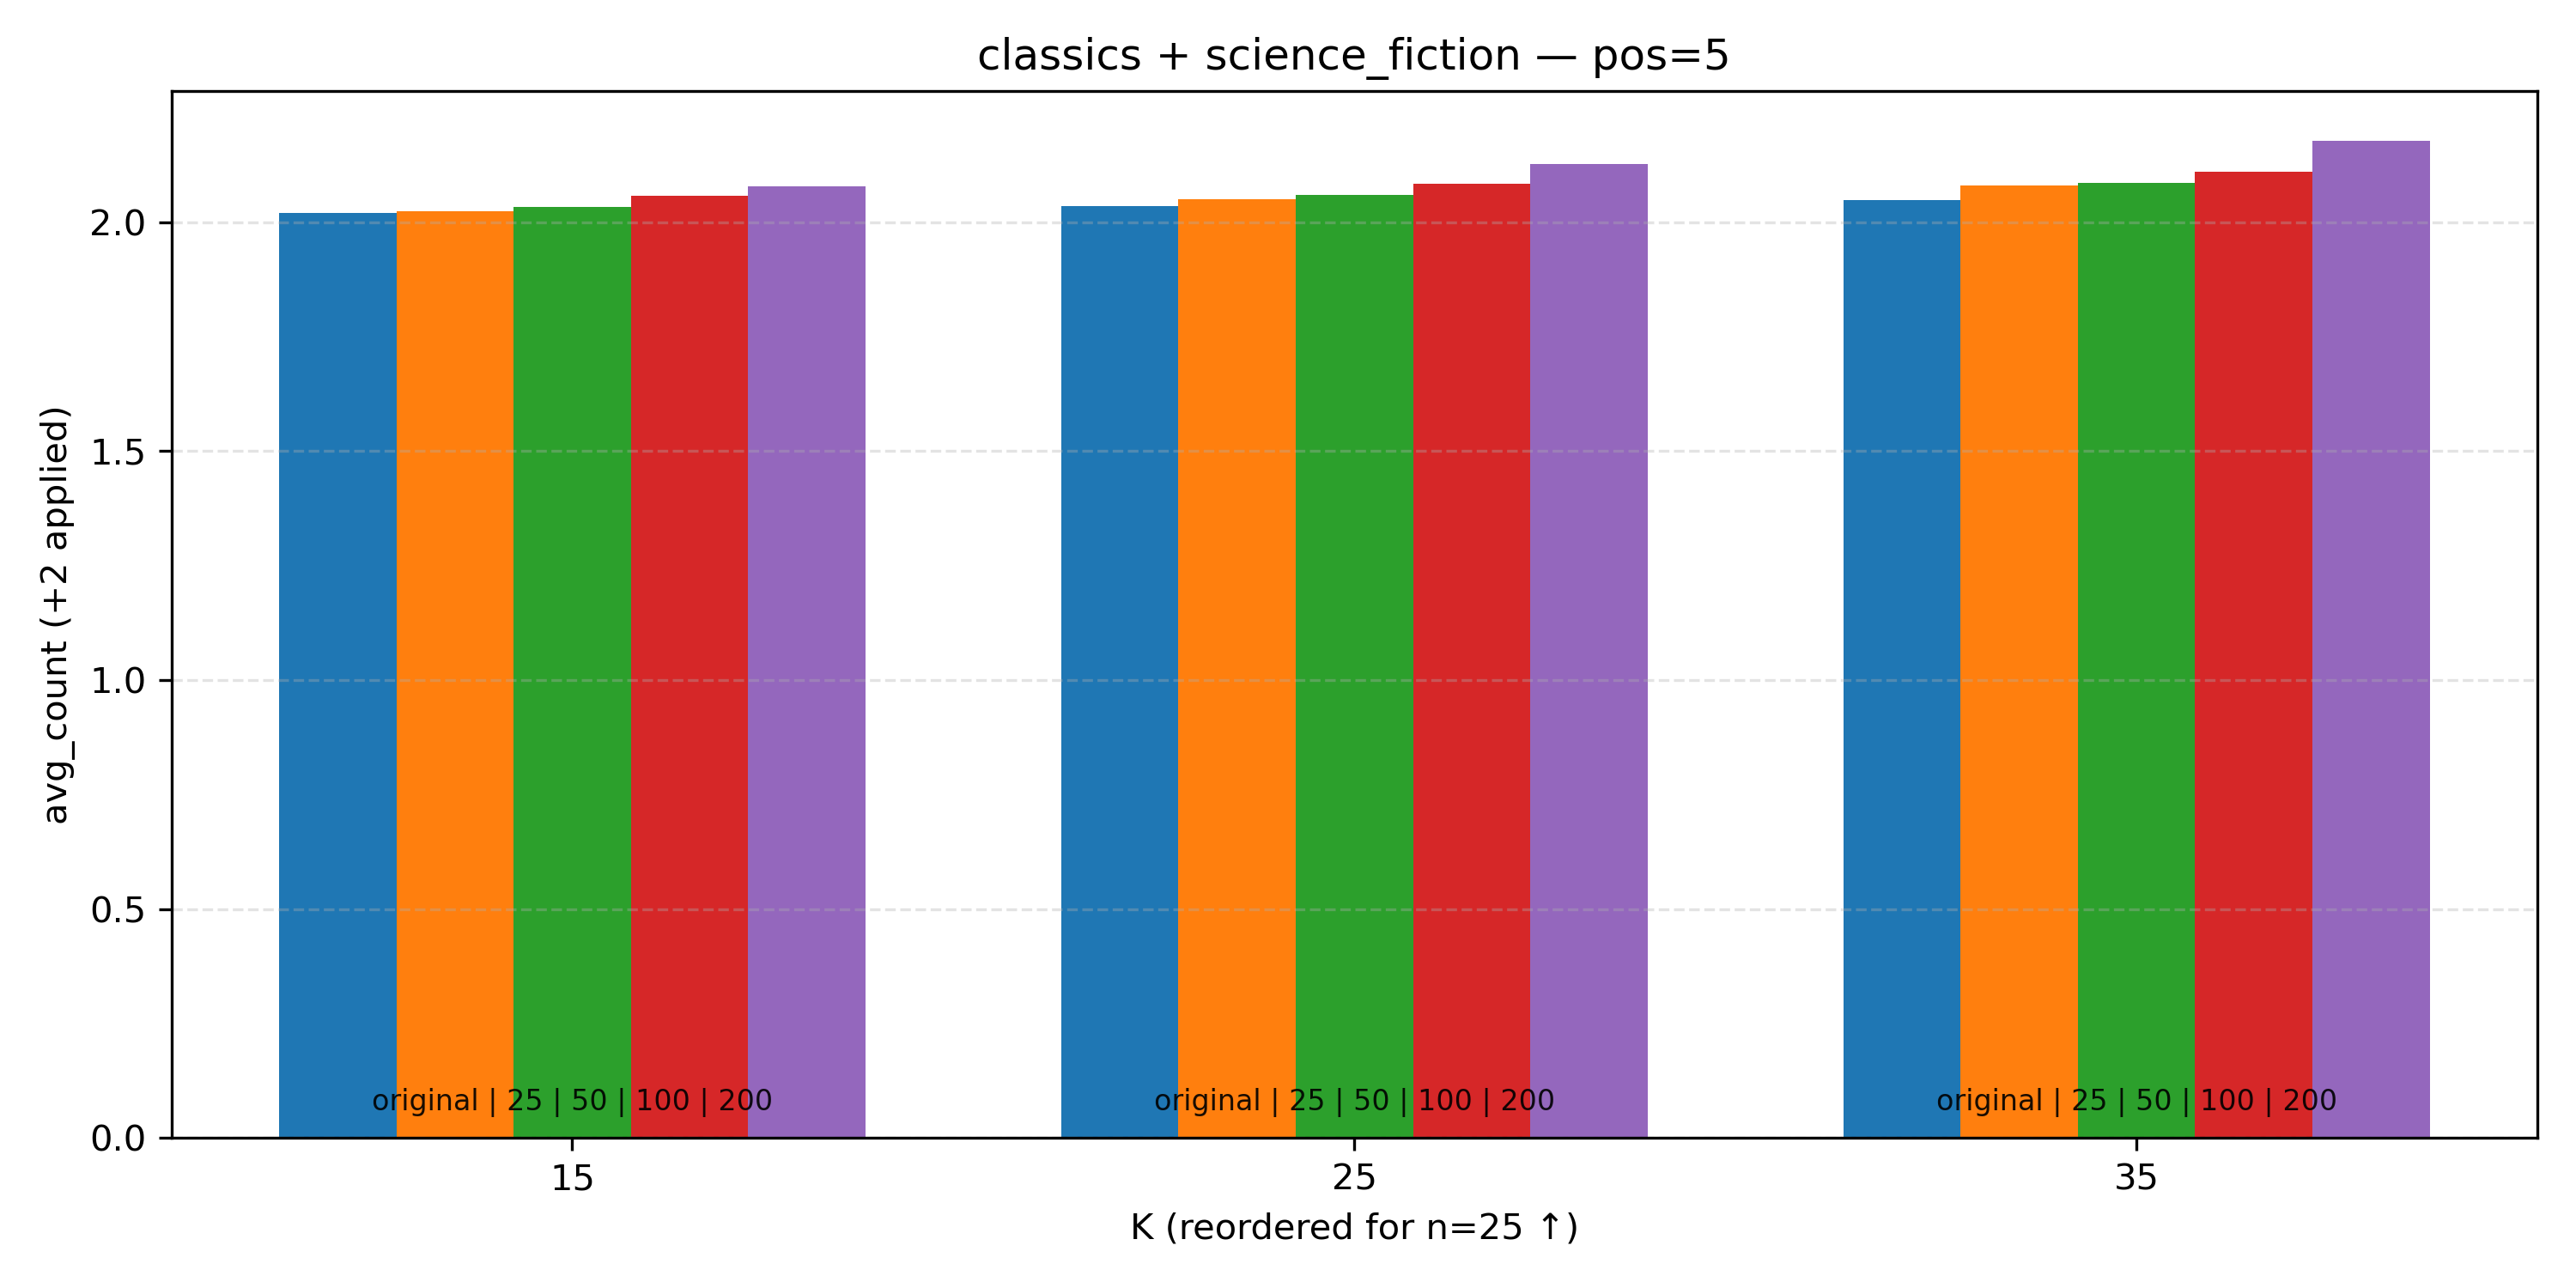 classics + science_fiction — pos=5
avg_count (+2 applied)
2.0
1.5
1.0
0.5
0.0
original | 25 | 50 | 100 | 200
original | 25 | 50 | 100 | 200
original | 25 | 50 | 100 | 200
15
25
35
K (reordered for n=25 ↑)